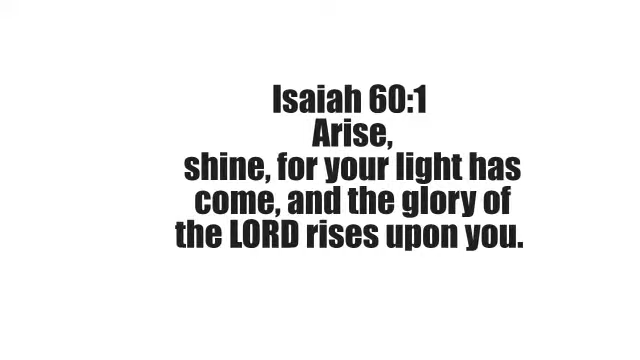 Isaiah 60:1
Arise,
shine, for your light has
come, and the glory of
the LORD rises upon you.